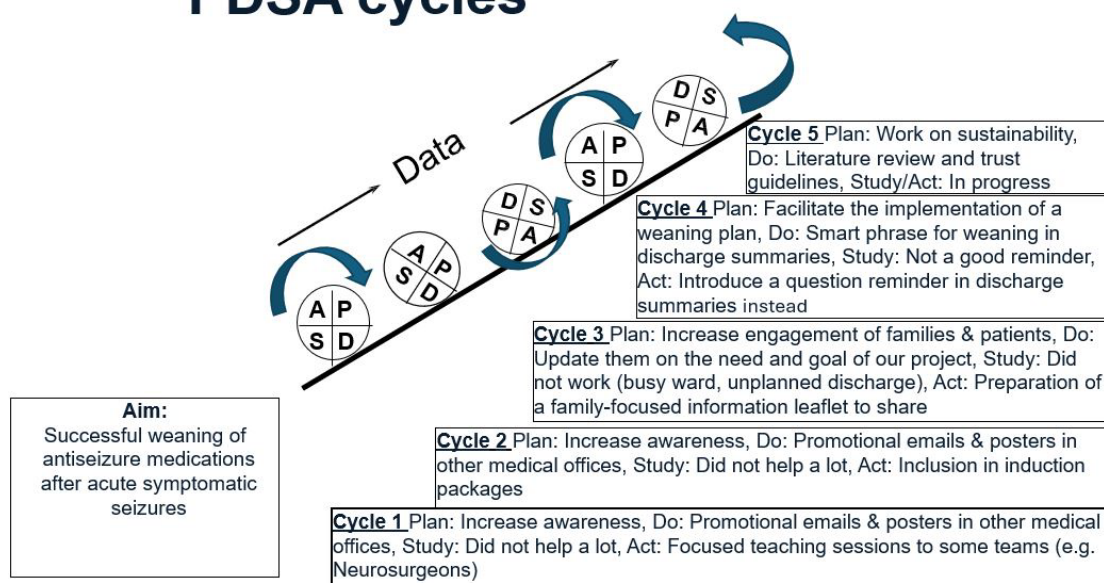 PDSA cycles
Data
A P
S D
A P
S D
D S
P A
A P
S D
D S
P A
Cycle 5 Plan: Work on sustainability,
Do: Literature review and trust
guidelines, Study/Act: In progress
Cycle 4 Plan: Facilitate the implementation of a
weaning plan, Do: Smart phrase for weaning in
discharge summaries, Study: Not a good reminder,
Act: Introduce a question reminder in discharge
summaries instead
Cycle 3 Plan: Increase engagement of families & patients, Do:
Update them on the need and goal of our project, Study: Did
not work (busy ward, unplanned discharge), Act: Preparation of
a family-focused information leaflet to share
Cycle 2 Plan: Increase awareness, Do: Promotional emails & posters in
other medical offices, Study: Did not help a lot, Act: Inclusion in induction
packages
Cycle 1 Plan: Increase awareness, Do: Promotional emails & posters in other medical
offices, Study: Did not help a lot, Act: Focused teaching sessions to some teams (e.g.
Neurosurgeons)
Aim:
Successful weaning of
antiseizure medications
after acute symptomatic
seizures